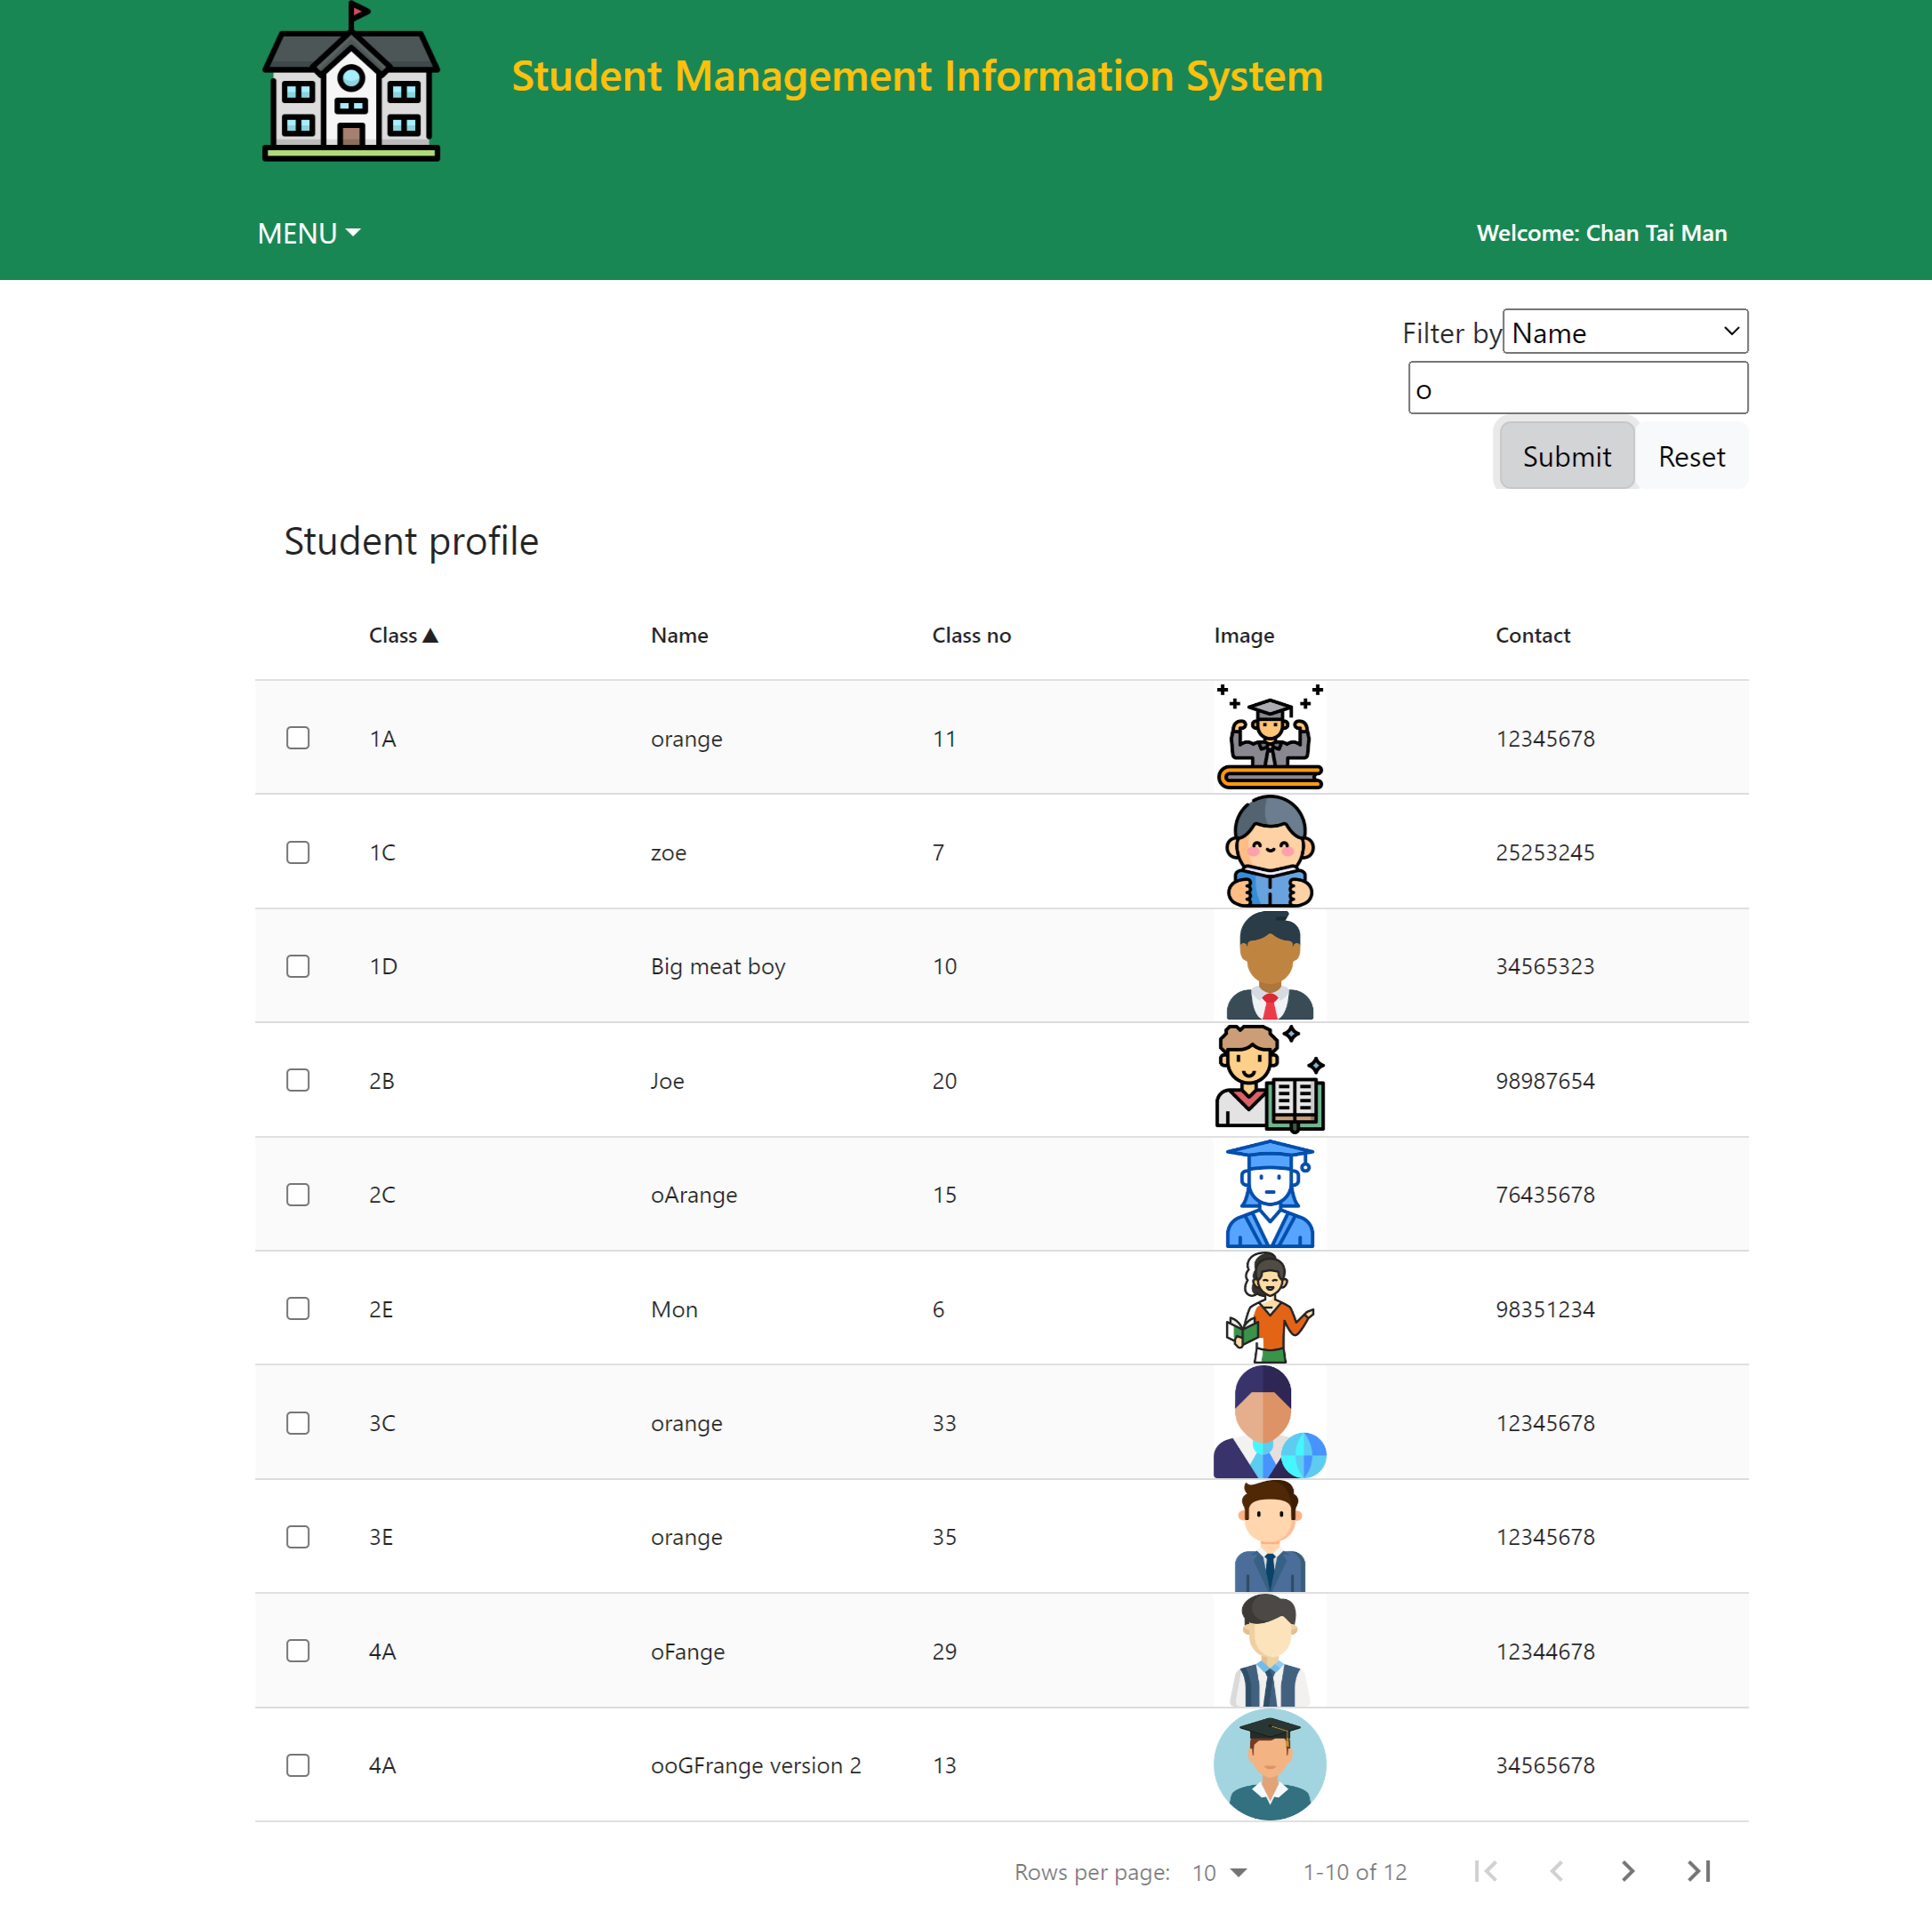 Student Management Information System
MENU
Welcome: Chan Tai Man
Filter by Name
o
Submit Reset
Student profile
Class ▲ Name Class no Image Contact
1A orange 11 12345678
1C zoe 7 25253245
1D Big meat boy 10 34565323
2B Joe 20 98987654
2C oArange 15 76435678
2E Mon 6 98351234
3C orange 33 12345678
3E orange 35 12345678
4A oFange 29 12344678
4A ooGFrange version 2 13 34565678
Rows per page: 10 1-10 of 12